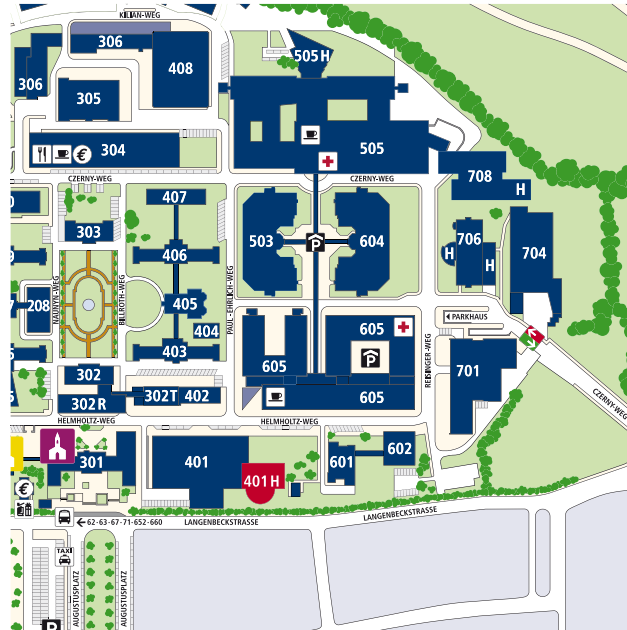 KILIAN-WEG
306
408
505 H
306
305
304
505
€
CZERNY-WEG
CZERNY-WEG
708
H
407
303
503
604
706
H
H
704
406
P
NAUNYN-WEG
BILLROTH-WEG
PAUL-EHRLICH-WEG
208
405
404
403
PARKHAUS
605
605
P
REISINGER-WEG
701
302
302 R
302T
402
605
CZERNY-WEG
HELMHOLTZ-WEG
HELMHOLTZ-WEG
301
401
401 H
601
602
€
62-63-67-71-652-660
LANGENBECKSTRASSE
LANGENBECKSTRASSE
TAXI
AUGUSTUSPLATZ
AUGUSTUSPLATZ
P